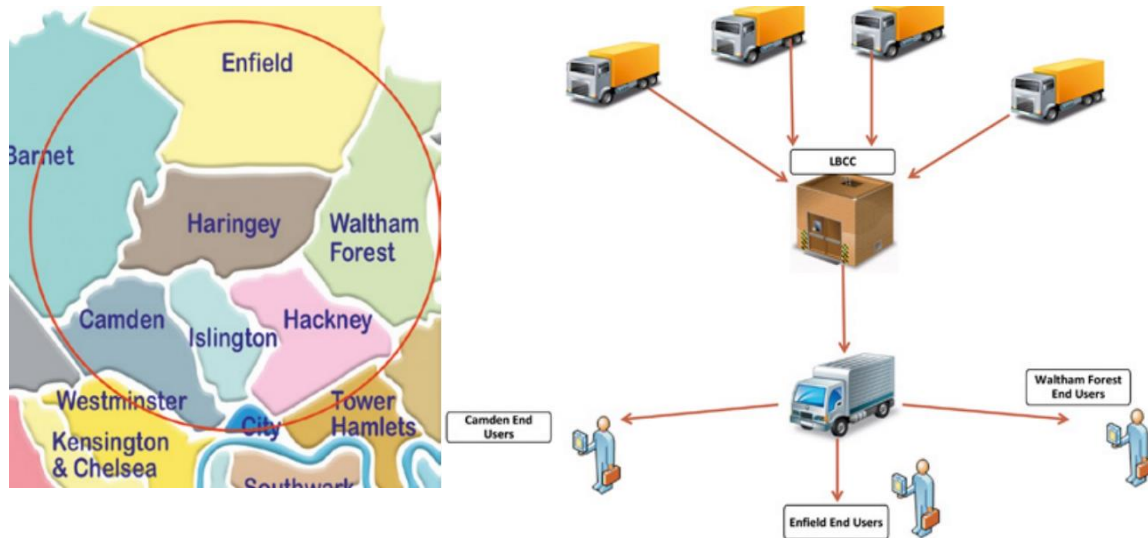 Enfield
Barnet
Haringey
Waltham
Forest
Camden
Islington
Hackney
Westminster
City
Tower
Hamlets
Kensington
& Chelsea
Southwark
LBCC
Camden End
Users
Waltham Forest
End Users
Enfield End Users